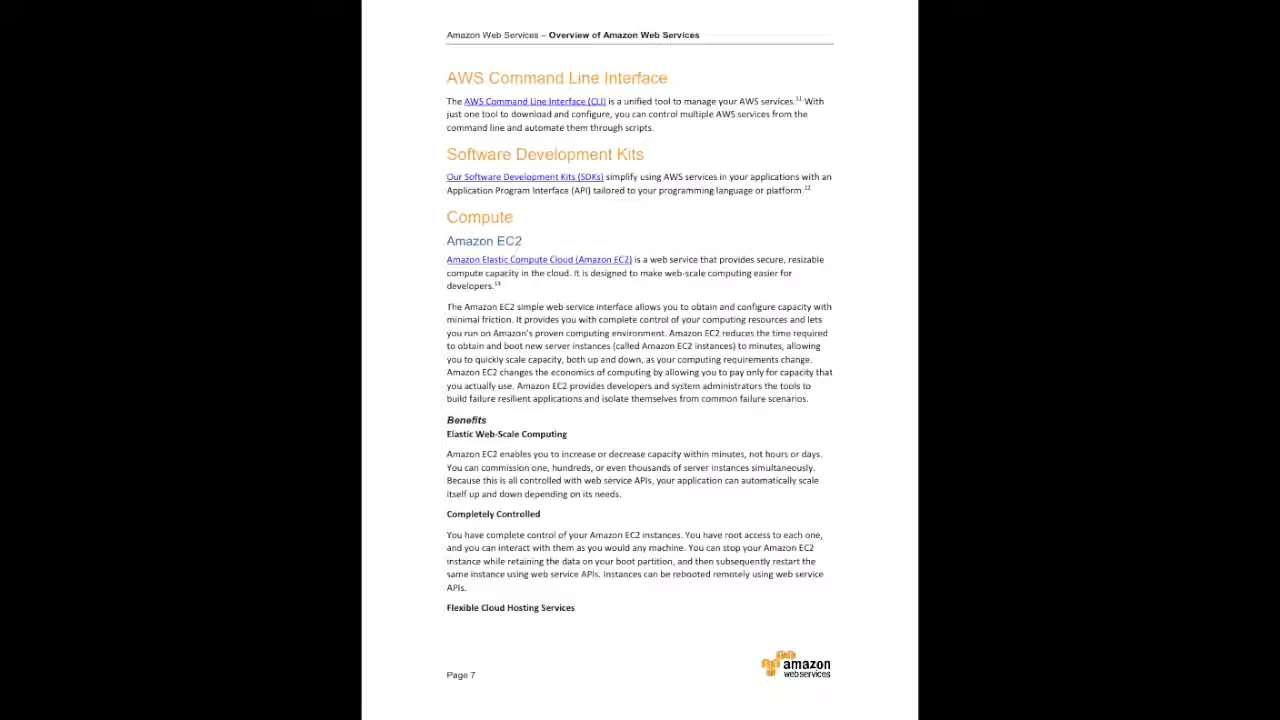 Amazon Web Services – Overview of Amazon Web Services
AWS Command Line Interface
The AWS Command Line Interface (CLI) is a unified tool to manage your AWS services.11 With
just one tool to download and configure, you can control multiple AWS services from the
command line and automate them through scripts.
Software Development Kits
Our Software Development Kits (SDKs) simplify using AWS services in your applications with an
Application Program Interface (API) tailored to your programming language or platform.12
Compute
Amazon EC2
Amazon Elastic Compute Cloud (Amazon EC2) is a web service that provides secure, resizable
compute capacity in the cloud. It is designed to make web-scale computing easier for
developers.13
The Amazon EC2 simple web service interface allows you to obtain and configure capacity with
minimal friction. It provides you with complete control of your computing resources and lets
you run on Amazon's proven computing environment. Amazon EC2 reduces the time required
to obtain and boot new server instances (called Amazon EC2 instances) to minutes, allowing
you to quickly scale capacity, both up and down, as your computing requirements change.
Amazon EC2 changes the economics of computing by allowing you to pay only for capacity that
you actually use. Amazon EC2 provides developers and system administrators the tools to
build failure resilient applications and isolate themselves from common failure scenarios.
Benefits
Elastic Web-Scale Computing
Amazon EC2 enables you to increase or decrease capacity within minutes, not hours or days.
You can commission one, hundreds, or even thousands of server instances simultaneously.
Because this is all controlled with web service APIs, your application can automatically scale
itself up and down depending on its needs.
Completely Controlled
You have complete control of your Amazon EC2 instances. You have root access to each one,
and you can interact with them as you would any machine. You can stop your Amazon EC2
instance while retaining the data on your boot partition, and then subsequently restart the
same instance using web service APIs. Instances can be rebooted remotely using web service
APIs.
Flexible Cloud Hosting Services
Page 7
amazon
webservices